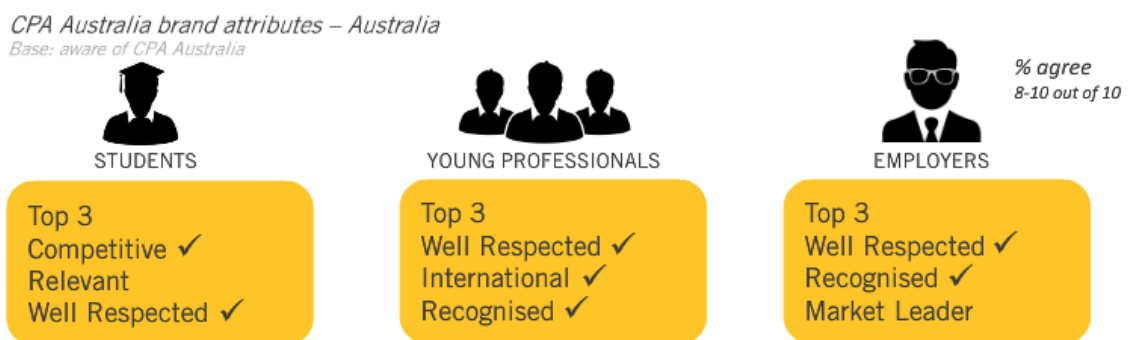 CPA Australia brand attributes – Australia
Base: aware of CPA Australia
% agree
8-10 out of 10
STUDENTS
Top 3
Competitive ✓
Relevant
Well Respected ✓
YOUNG PROFESSIONALS
Top 3
Well Respected ✓
International ✓
Recognised ✓
EMPLOYERS
Top 3
Well Respected ✓
Recognised ✓
Market Leader